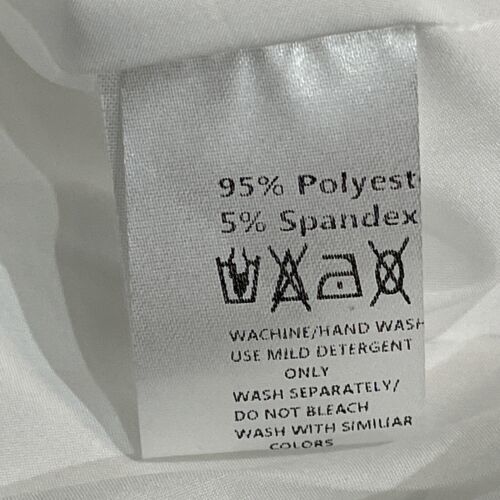 95% Polyest
5% Spandex
WACHINE/HAND WASH
USE MILD DETERGENT
ONLY
WASH SEPARATELY/
DO NOT BLEACH
WASH WITH SIMILIAR
COLORS